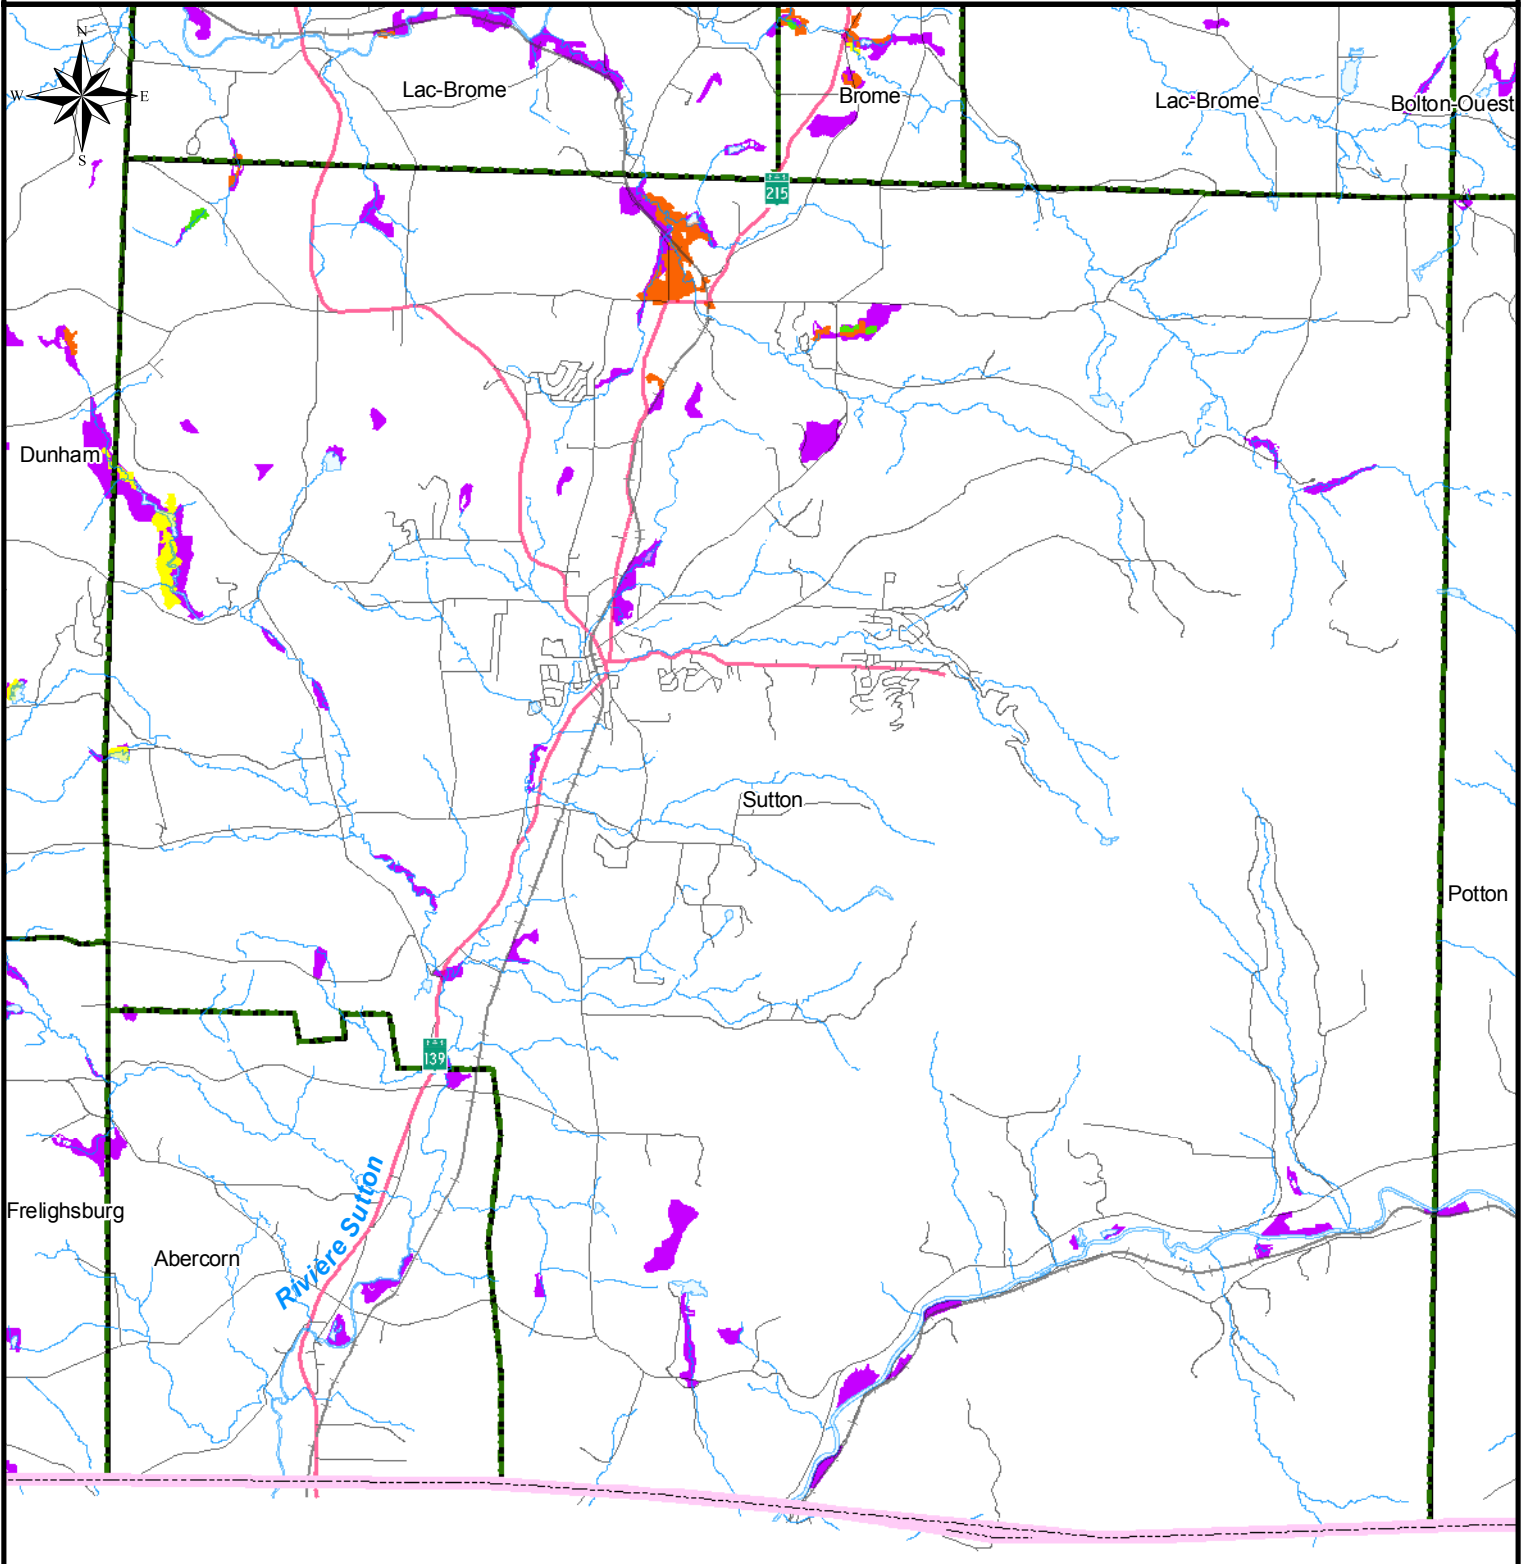 N
W
E
S
Lac-Brome
Brome
Lac-Brome
Bolton-Ouest
215
Dunham
Sutton
Potton
139
Frelighsburg
Abercorn
Rivière Sutton